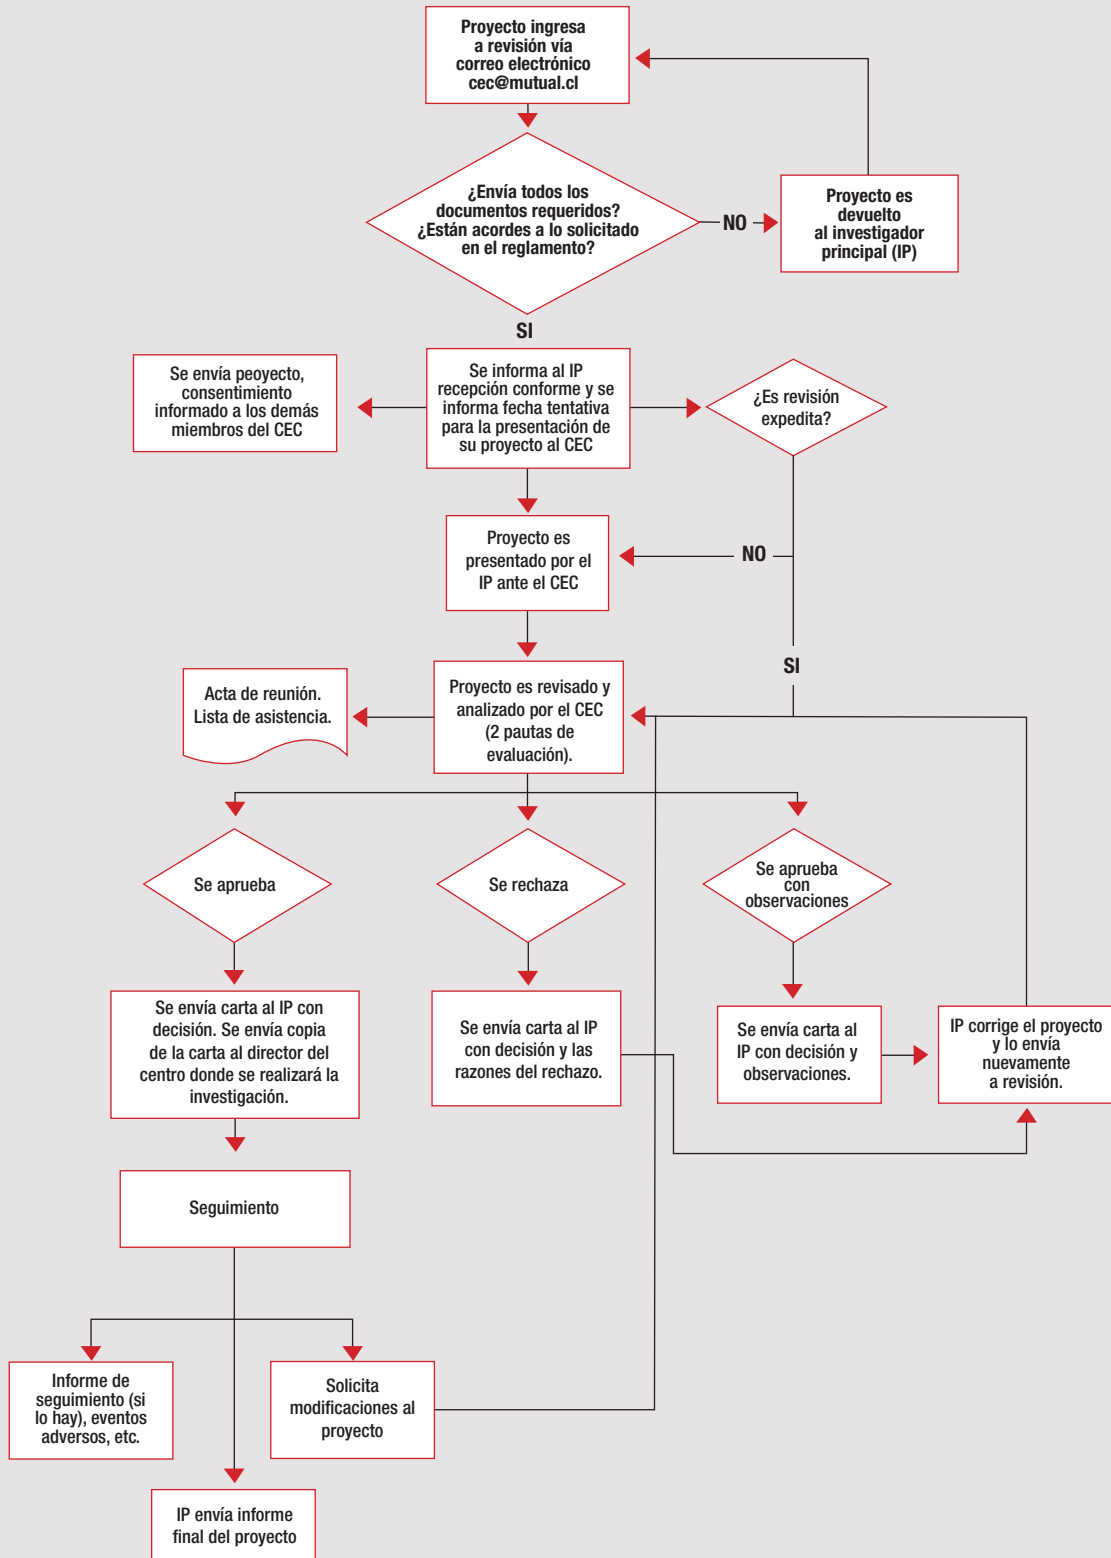 Proyecto ingresa
a revisión vía
correo electrónico
cec@mutual.cl
¿Envía todos los
documentos requeridos?
¿Están acordes a lo solicitado
en el reglamento?
NO
Proyecto es
devuelto
al investigador
principal (IP)
SI
Se envía peoyecto,
consentimiento
informado a los demás
miembros del CEC
Se informa al IP
recepción conforme y se
informa fecha tentativa
para la presentación de
su proyecto al CEC
¿Es revisión
expedita?
Proyecto es
presentado por el
IP ante el CEC
NO
SI
Acta de reunión.
Lista de asistencia.
Proyecto es revisado y
analizado por el CEC
(2 pautas de
evaluación).
Se aprueba
Se rechaza
Se aprueba
con
observaciones
Se envía carta al IP con
decisión. Se envía copia
de la carta al director del
centro donde se realizará la
investigación.
Se envía carta al IP
con decisión y las
razones del rechazo.
Se envía carta al
IP con decisión y
observaciones.
IP corrige el proyecto
y lo envía
nuevamente
a revisión.
Seguimiento
Informe de
seguimiento (si
lo hay), eventos
adversos, etc.
Solicita
modificaciones al
proyecto
IP envía informe
final del proyecto